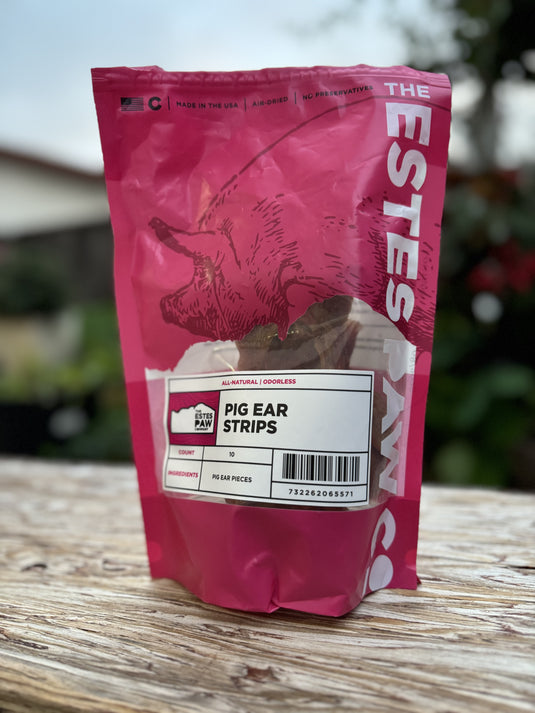 C | MADE IN THE USA | AIR-DRIED | NO PRESERVATIVES
THE
ESTES
PAW
CO
ALL-NATURAL | ODORLESS
THE
ESTES
PAW
COMPANY
PIG EAR
STRIPS
COUNT 10
INGREDIENTS PIG EAR PIECES
732262065571